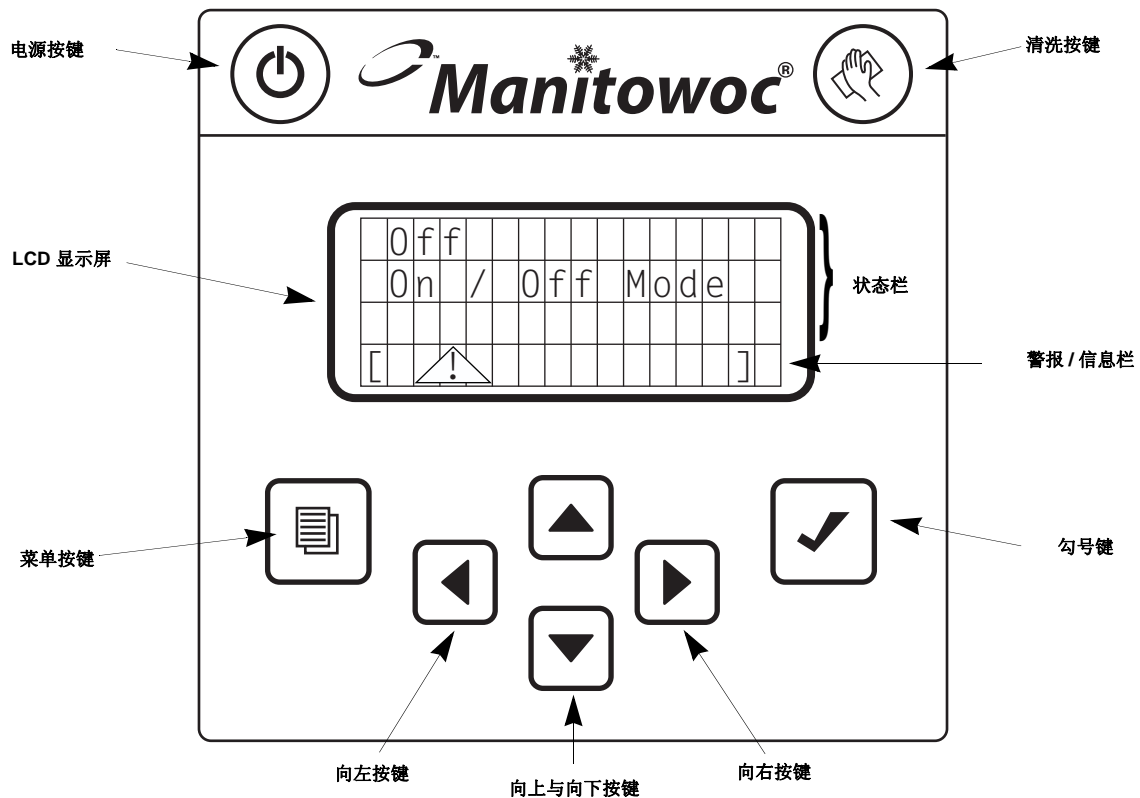 电源按键
Manitowoc®
清洗按键
LCD 显示屏
Off
On / Off Mode
[ ! ]
状态栏
警报 / 信息栏
菜单按键
勾号键
向左按键
向上与向下按键
向右按键